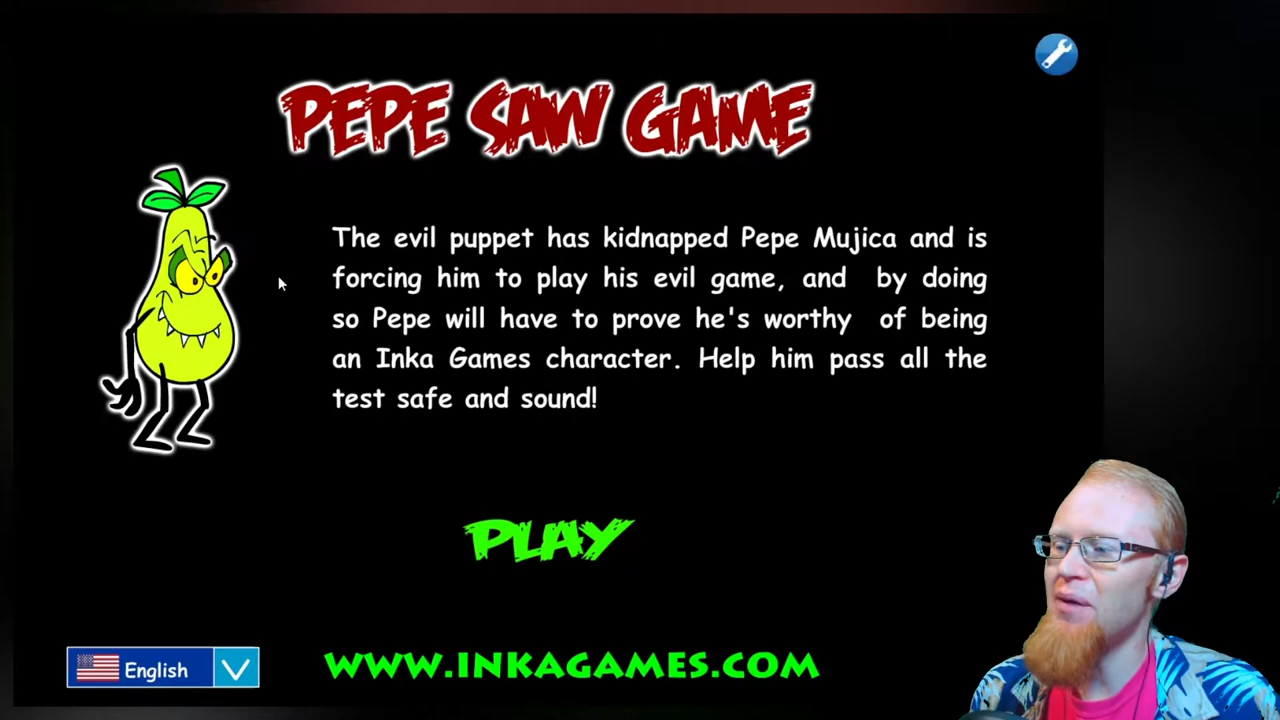 PEPE SAW GAME
The evil puppet has kidnapped Pepe Mujica and is
forcing him to play his evil game, and by doing
so Pepe will have to prove he's worthy of being
an Inka Games character. Help him pass all the
test safe and sound!
PLAY
English
WWW.INKAGAMES.COM